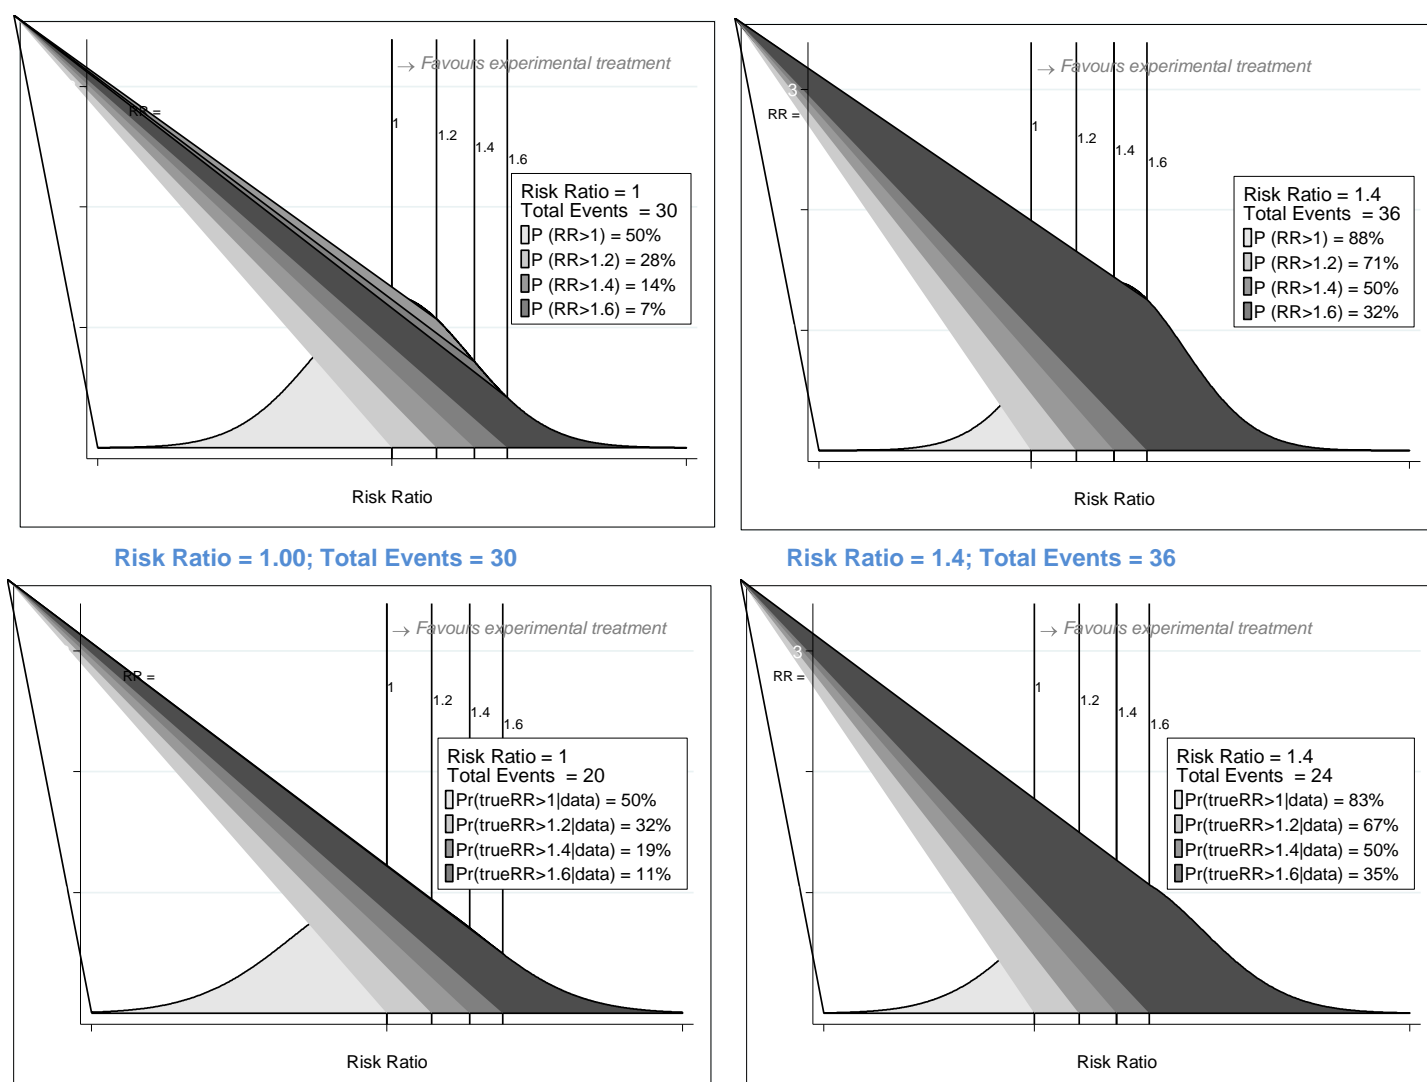 → Favours experimental treatment
RR =
1
1.2
1.4
1.6
Risk Ratio = 1
Total Events = 30
P (RR>1) = 50%
P (RR>1.2) = 28%
P (RR>1.4) = 14%
P (RR>1.6) = 7%
Risk Ratio
→ Favours experimental treatment
3
RR =
1
1.2
1.4
1.6
Risk Ratio = 1.4
Total Events = 36
P (RR>1) = 88%
P (RR>1.2) = 71%
P (RR>1.4) = 50%
P (RR>1.6) = 32%
Risk Ratio
Risk Ratio = 1.00; Total Events = 30
Risk Ratio = 1.4; Total Events = 36
→ Favours experimental treatment
RR =
1
1.2
1.4
1.6
Risk Ratio = 1
Total Events = 20
Pr(trueRR>1|data) = 50%
Pr(trueRR>1.2|data) = 32%
Pr(trueRR>1.4|data) = 19%
Pr(trueRR>1.6|data) = 11%
Risk Ratio
→ Favours experimental treatment
3
RR =
1
1.2
1.4
1.6
Risk Ratio = 1.4
Total Events = 24
Pr(trueRR>1|data) = 83%
Pr(trueRR>1.2|data) = 67%
Pr(trueRR>1.4|data) = 50%
Pr(trueRR>1.6|data) = 35%
Risk Ratio